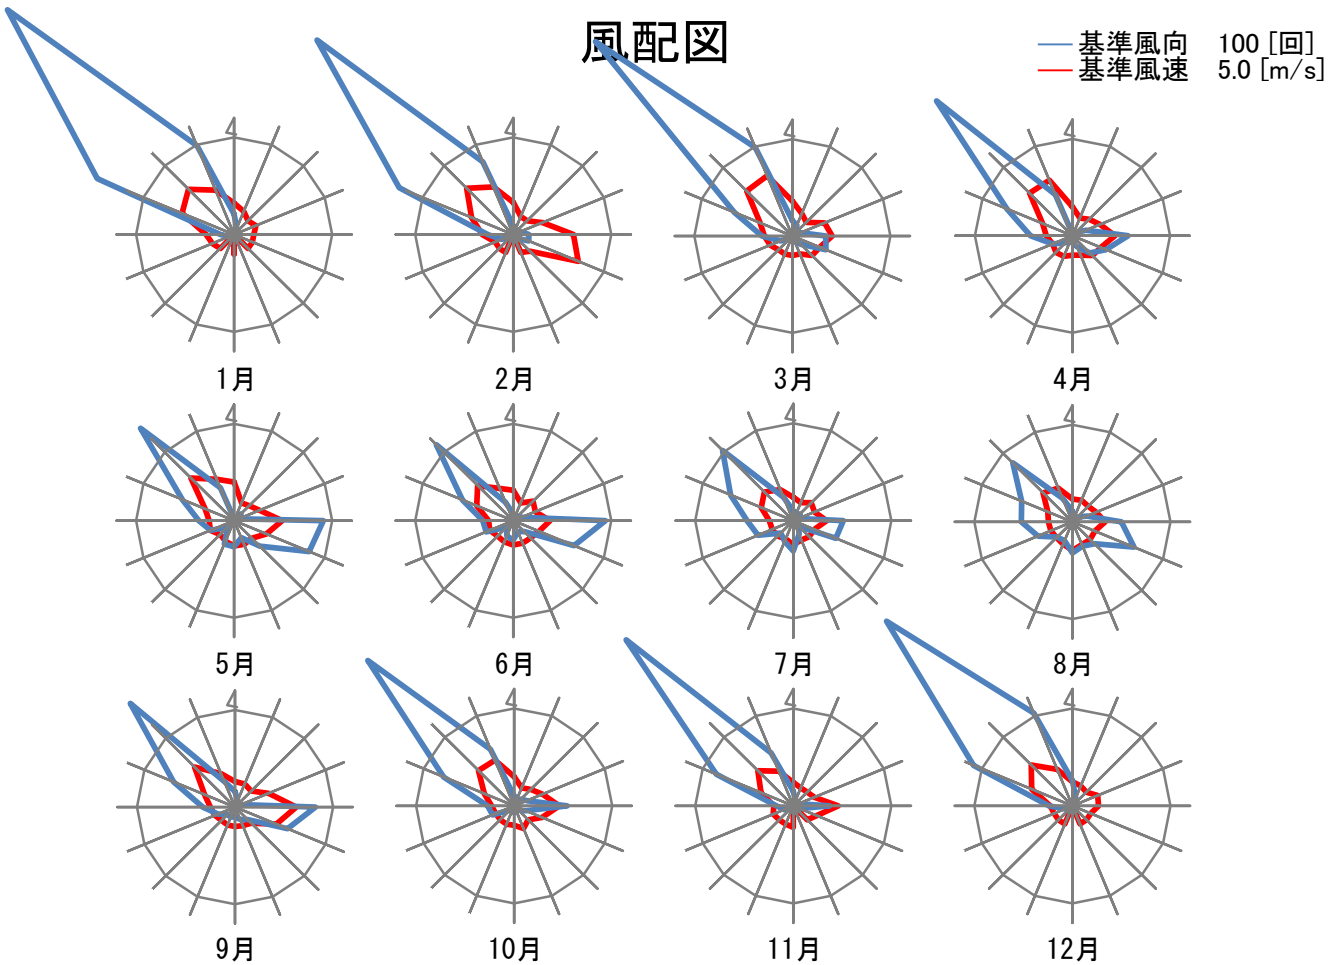 風配図
基準風向 100 [回]
基準風速 5.0 [m/s]
1月
2月
3月
4月
5月
6月
7月
8月
9月
10月
11月
12月